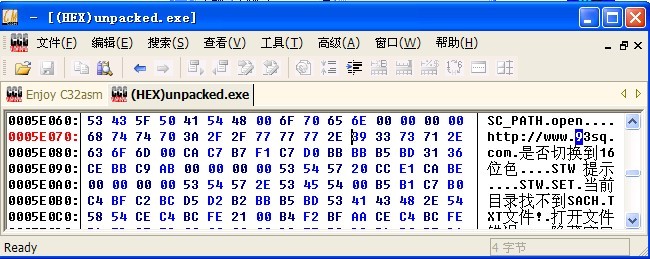 - [(HEX)unpacked.exe]
文件(F) 编辑(E) 搜索(S) 查看(V) 工具(T) 高级(A) 窗口(W) 帮助(H)
Enjoy C32asm (HEX)unpacked.exe
0005E060: 53 43 5F 50 41 54 48 00 6F 70 65 6E 00 00 00 00 SC_PATH.open....
0005E070: 68 74 74 70 3A 2F 2F 77 77 77 2E 39 33 73 71 2E http://www.93sq.
0005E080: 63 6F 6D 00 CA C7 B7 F1 C7 D0 BB BB B5 BD 31 36 com.是否切换到16
0005E090: CE BB C9 AB 00 00 00 00 53 54 57 20 CC E1 CA BE 位色....STW 提示
0005E0A0: 00 00 00 00 53 54 57 2E 53 45 54 00 B5 B1 C7 B0 ....STW.SET.当前
0005E0B0: C4 BF C2 BC D5 D2 B2 BB B5 BD 53 41 43 48 2E 54 目录找不到SACH.T
0005E0C0: 58 54 CE C4 BC FE 21 00 B4 F2 BF AA CE C4 BC FE XT文件!.打开文件
Ready
4 字节